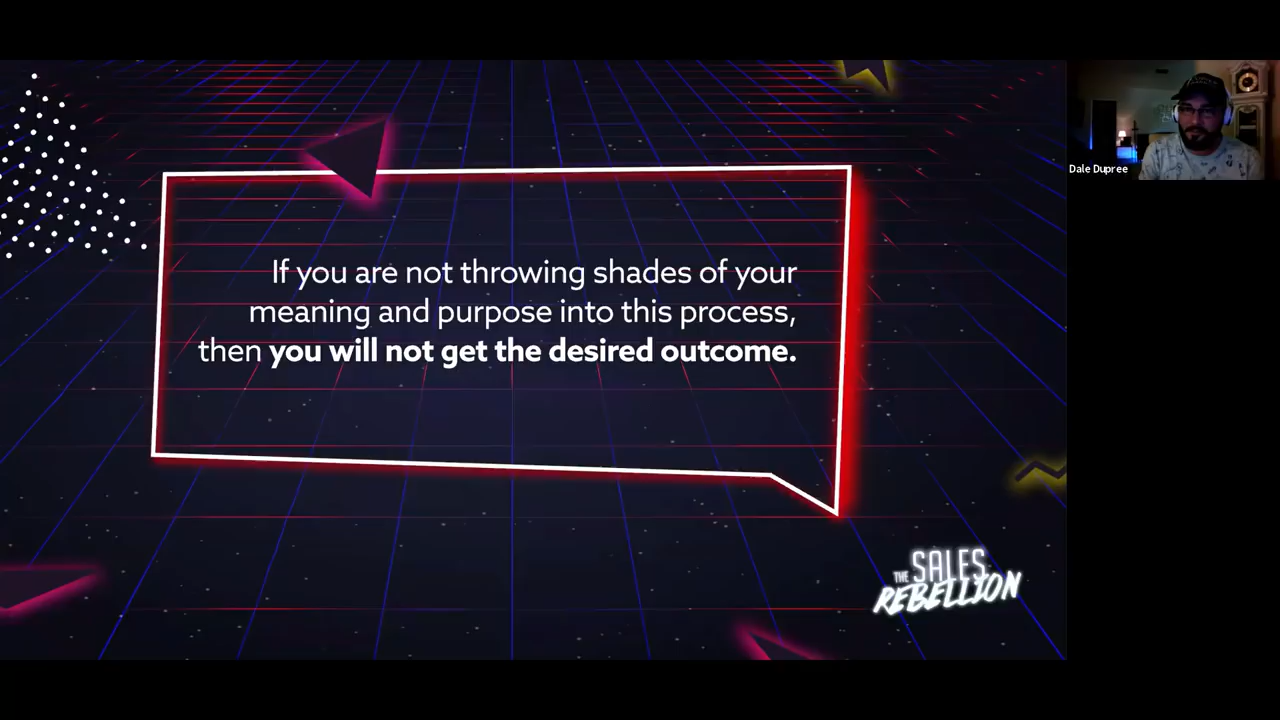 If you are not throwing shades of your
meaning and purpose into this process,
then you will not get the desired outcome.
THE SALES
REBELLION
Dale Dupree